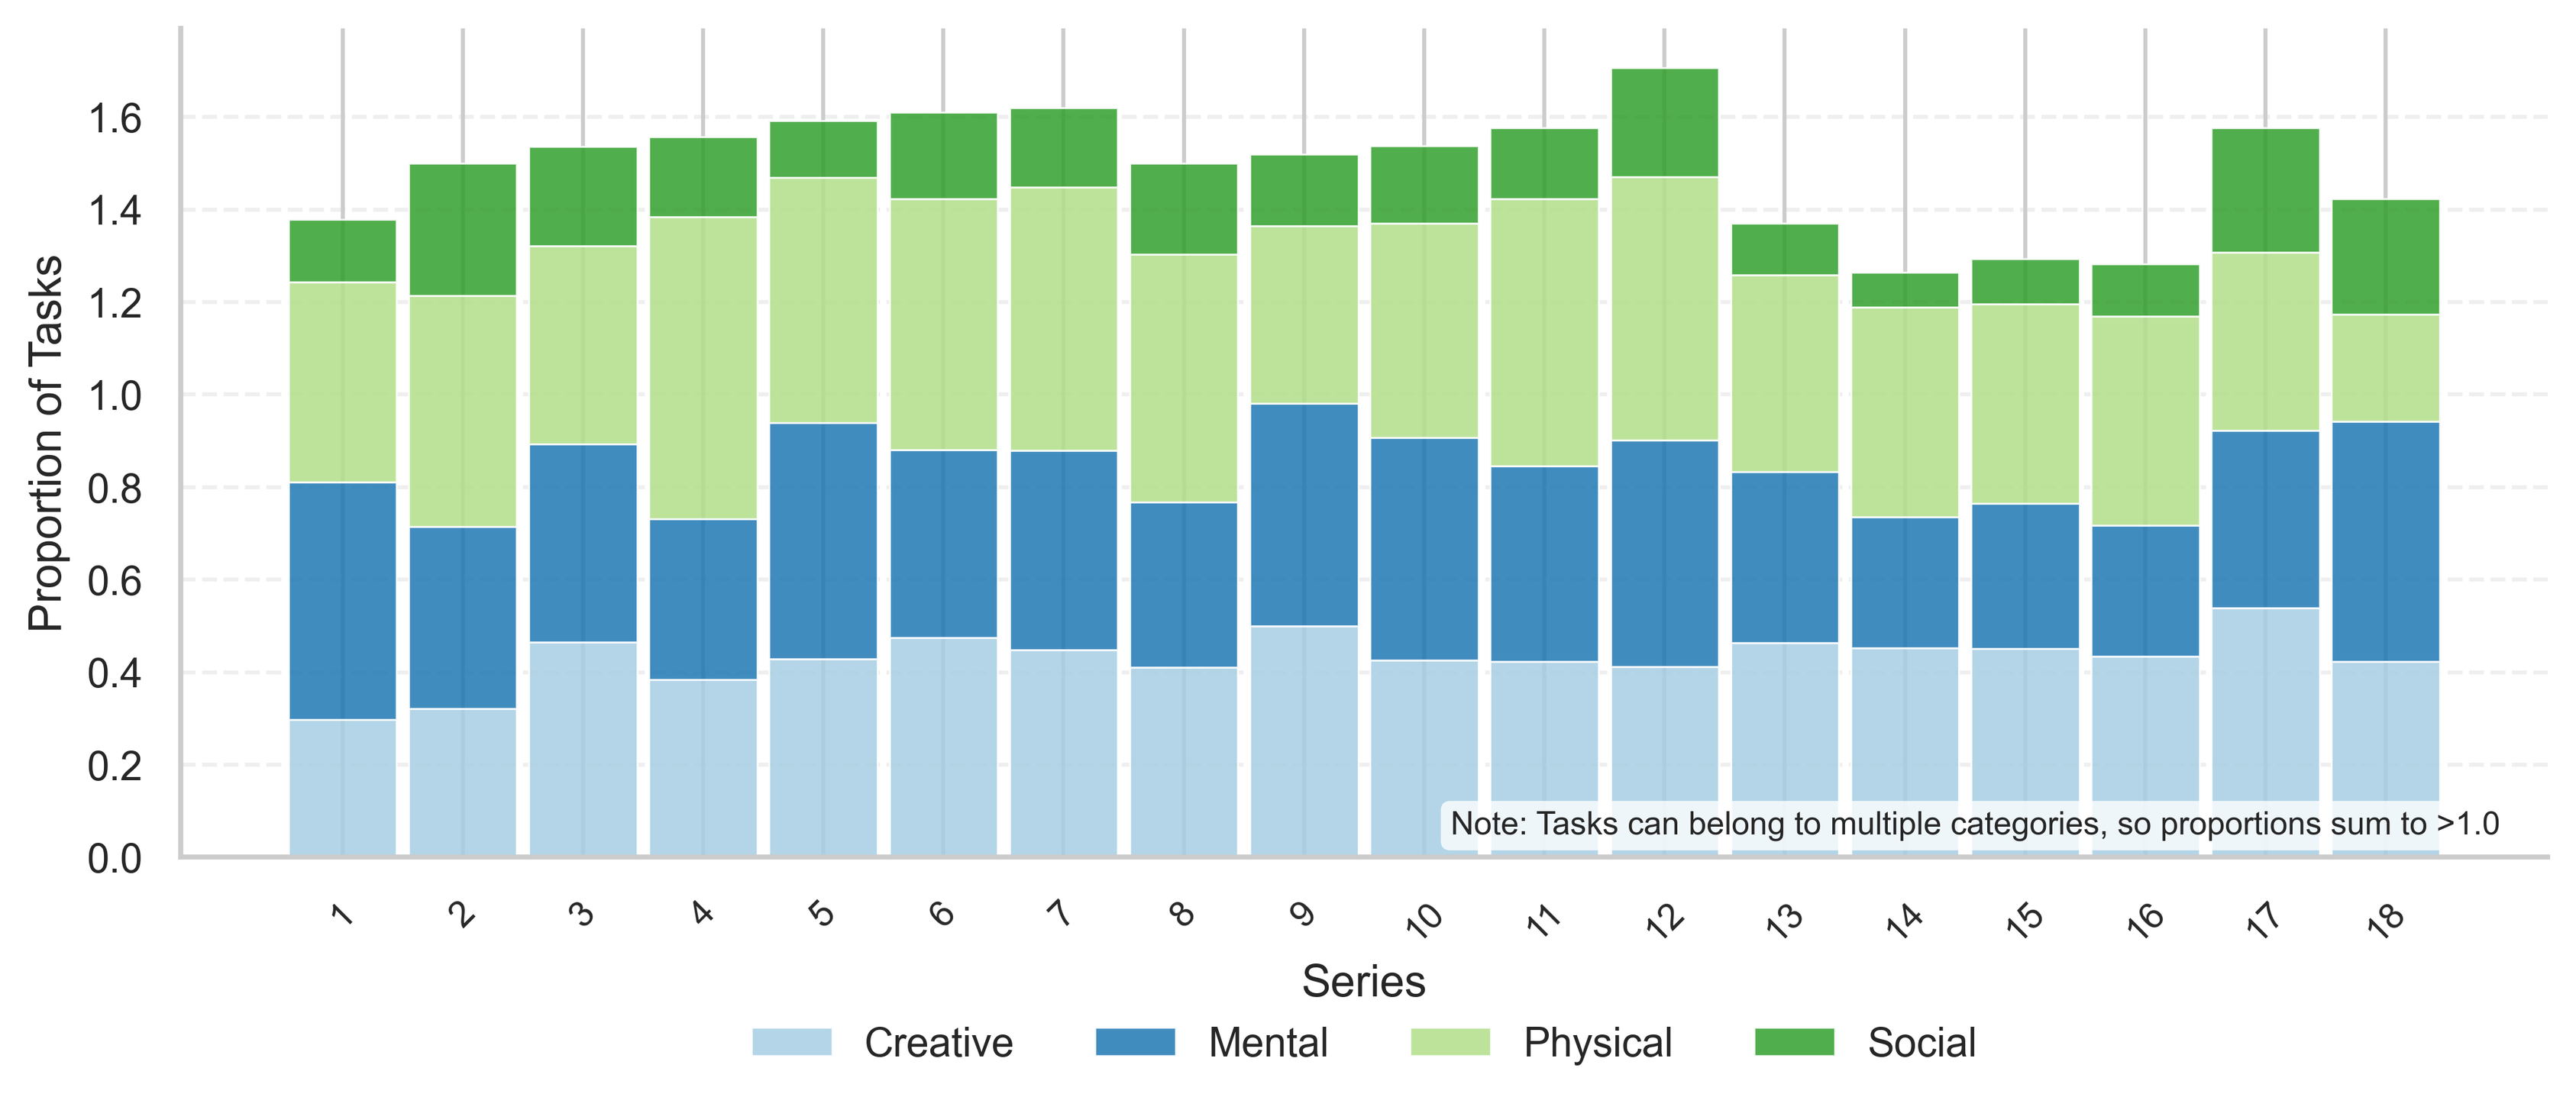 Proportion of Tasks
1.6
1.4
1.2
1.0
0.8
0.6
0.4
0.2
0.0
Note: Tasks can belong to multiple categories, so proportions sum to >1.0
1 2 3 4 5 6 7 8 9 10 11 12 13 14 15 16 17 18
Series
Creative Mental Physical Social